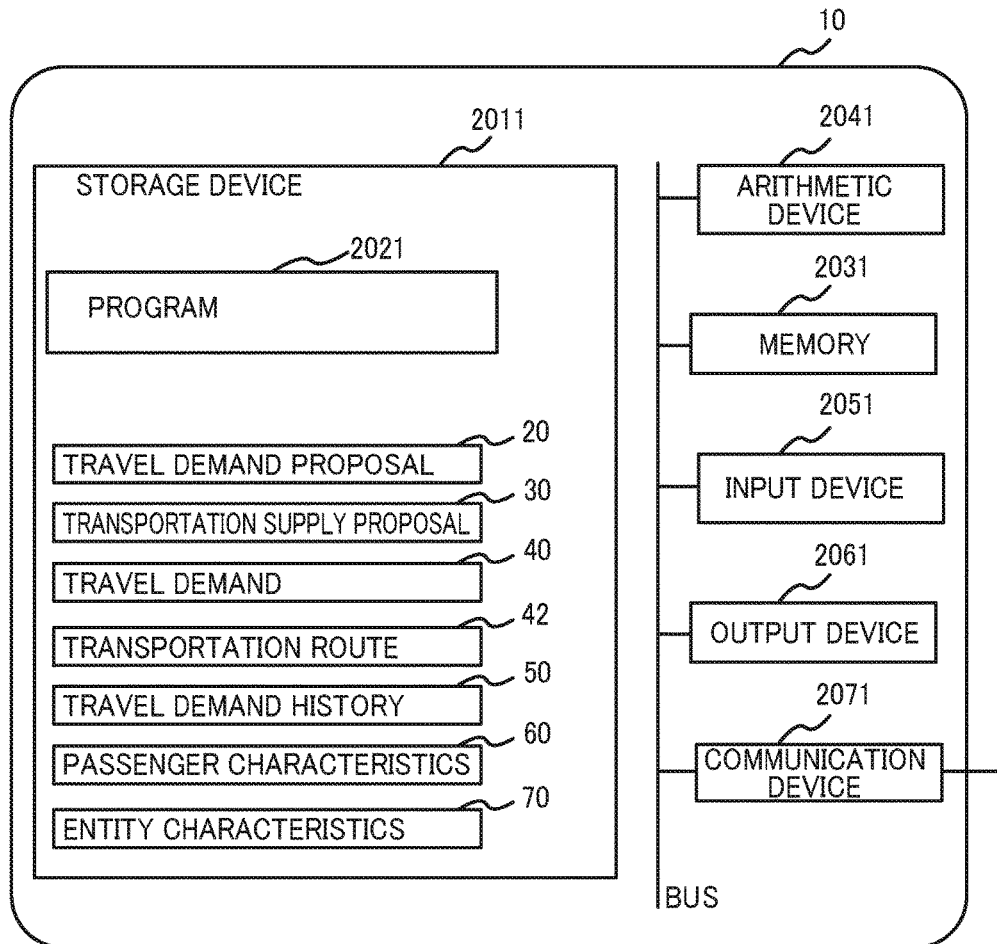 10
2011
STORAGE DEVICE
2021
PROGRAM
20
TRAVEL DEMAND PROPOSAL
30
TRANSPORTATION SUPPLY PROPOSAL
40
TRAVEL DEMAND
42
TRANSPORTATION ROUTE
50
TRAVEL DEMAND HISTORY
60
PASSENGER CHARACTERISTICS
70
ENTITY CHARACTERISTICS
2041
ARITHMETIC
DEVICE
2031
MEMORY
2051
INPUT DEVICE
2061
OUTPUT DEVICE
2071
COMMUNICATION
DEVICE
BUS